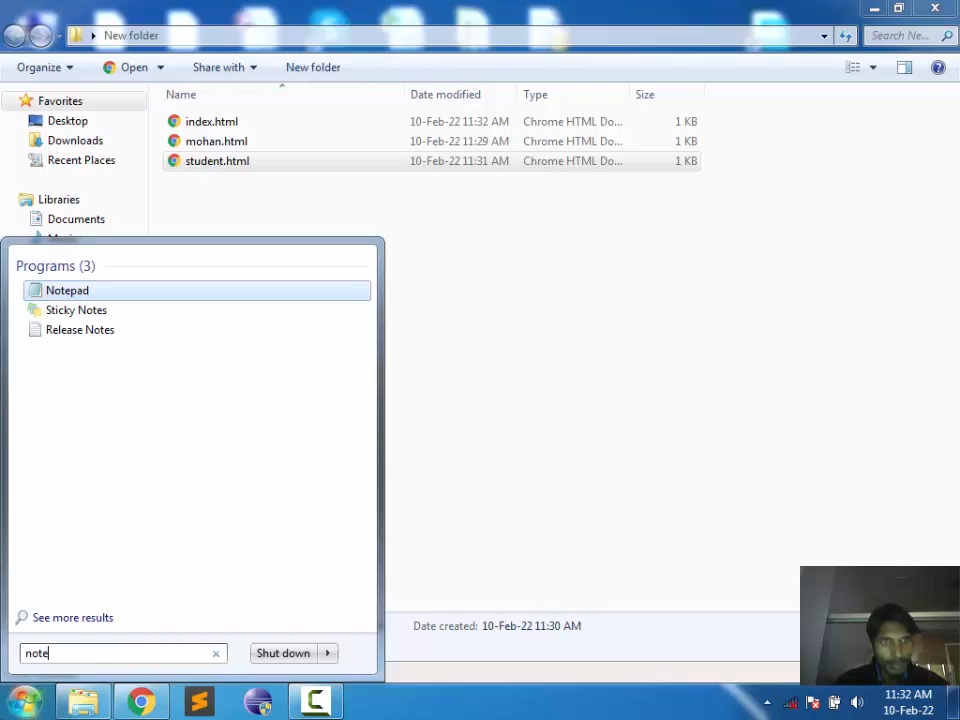 New folder
Search Ne...
Organize
Open
Share with
New folder
Name
Date modified
Type
Size
Favorites
Desktop
Downloads
Recent Places
Libraries
Documents
index.html 10-Feb-22 11:32 AM Chrome HTML Do... 1 KB
mohan.html 10-Feb-22 11:29 AM Chrome HTML Do... 1 KB
student.html 10-Feb-22 11:31 AM Chrome HTML Do... 1 KB
Programs (3)
Notepad
Sticky Notes
Release Notes
See more results
note
Shut down
Date created: 10-Feb-22 11:30 AM
11:32 AM
10-Feb-22